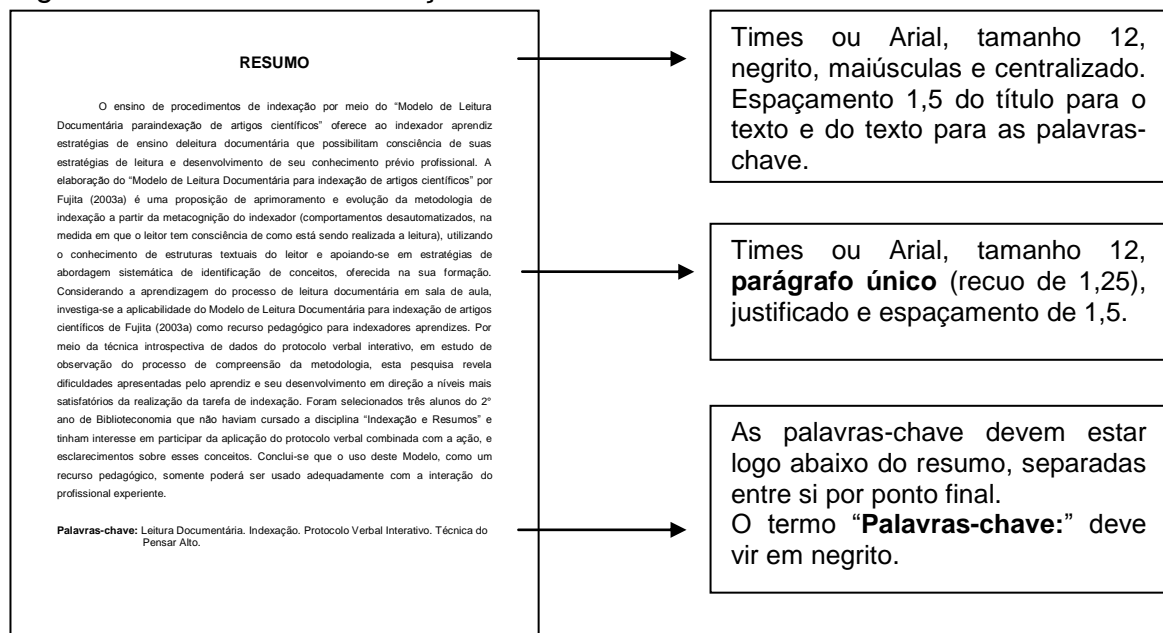 RESUMO
O ensino de procedimentos de indexação por meio do “Modelo de Leitura
Documentária paraindexação de artigos científicos” oferece ao indexador aprendiz
estratégias de ensino deleitura documentária que possibilitam consciência de suas
estratégias de leitura e desenvolvimento de seu conhecimento prévio profissional. A
elaboração do “Modelo de Leitura Documentária para indexação de artigos científicos” por
Fujita (2003a) é uma proposição de aprimoramento e evolução da metodologia de
indexação a partir da metacognição do indexador (comportamentos desautomatizados, na
medida em que o leitor tem consciência de como está sendo realizada a leitura), utilizando
o conhecimento de estruturas textuais do leitor e apoiando-se em estratégias de
abordagem sistemática de identificação de conceitos, oferecida na sua formação.
Considerando a aprendizagem do processo de leitura documentária em sala de aula,
investiga-se a aplicabilidade do Modelo de Leitura Documentária para indexação de artigos
científicos de Fujita (2003a) como recurso pedagógico para indexadores aprendizes. Por
meio da técnica introspectiva de dados do protocolo verbal interativo, em estudo de
observação do processo de compreensão da metodologia, esta pesquisa revela
dificuldades apresentadas pelo aprendiz e seu desenvolvimento em direção a níveis mais
satisfatórios da realização da tarefa de indexação. Foram selecionados três alunos do 2º
ano de Biblioteconomia que não haviam cursado a disciplina “Indexação e Resumos” e
tinham interesse em participar da aplicação do protocolo verbal combinada com a ação, e
esclarecimentos sobre esses conceitos. Conclui-se que o uso deste Modelo, como um
recurso pedagógico, somente poderá ser usado adequadamente com a interação do
profissional experiente.
Palavras-chave: Leitura Documentária. Indexação. Protocolo Verbal Interativo. Técnica do
Pensar Alto.
Times ou Arial, tamanho 12,
negrito, maiúsculas e centralizado.
Espaçamento 1,5 do título para o
texto e do texto para as palavras-
chave.
Times ou Arial, tamanho 12,
parágrafo único (recuo de 1,25),
justificado e espaçamento de 1,5.
As palavras-chave devem estar
logo abaixo do resumo, separadas
entre si por ponto final.
O termo “Palavras-chave:” deve
vir em negrito.